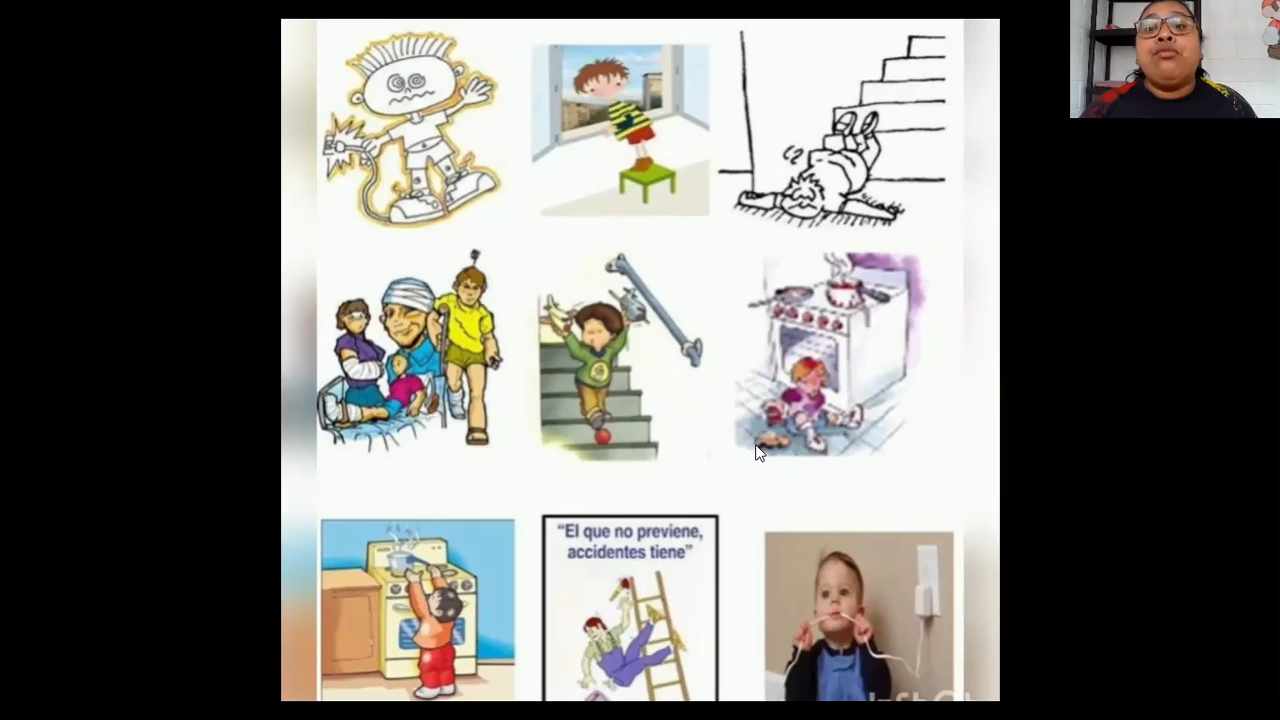 “El que no previene,
accidentes tiene”